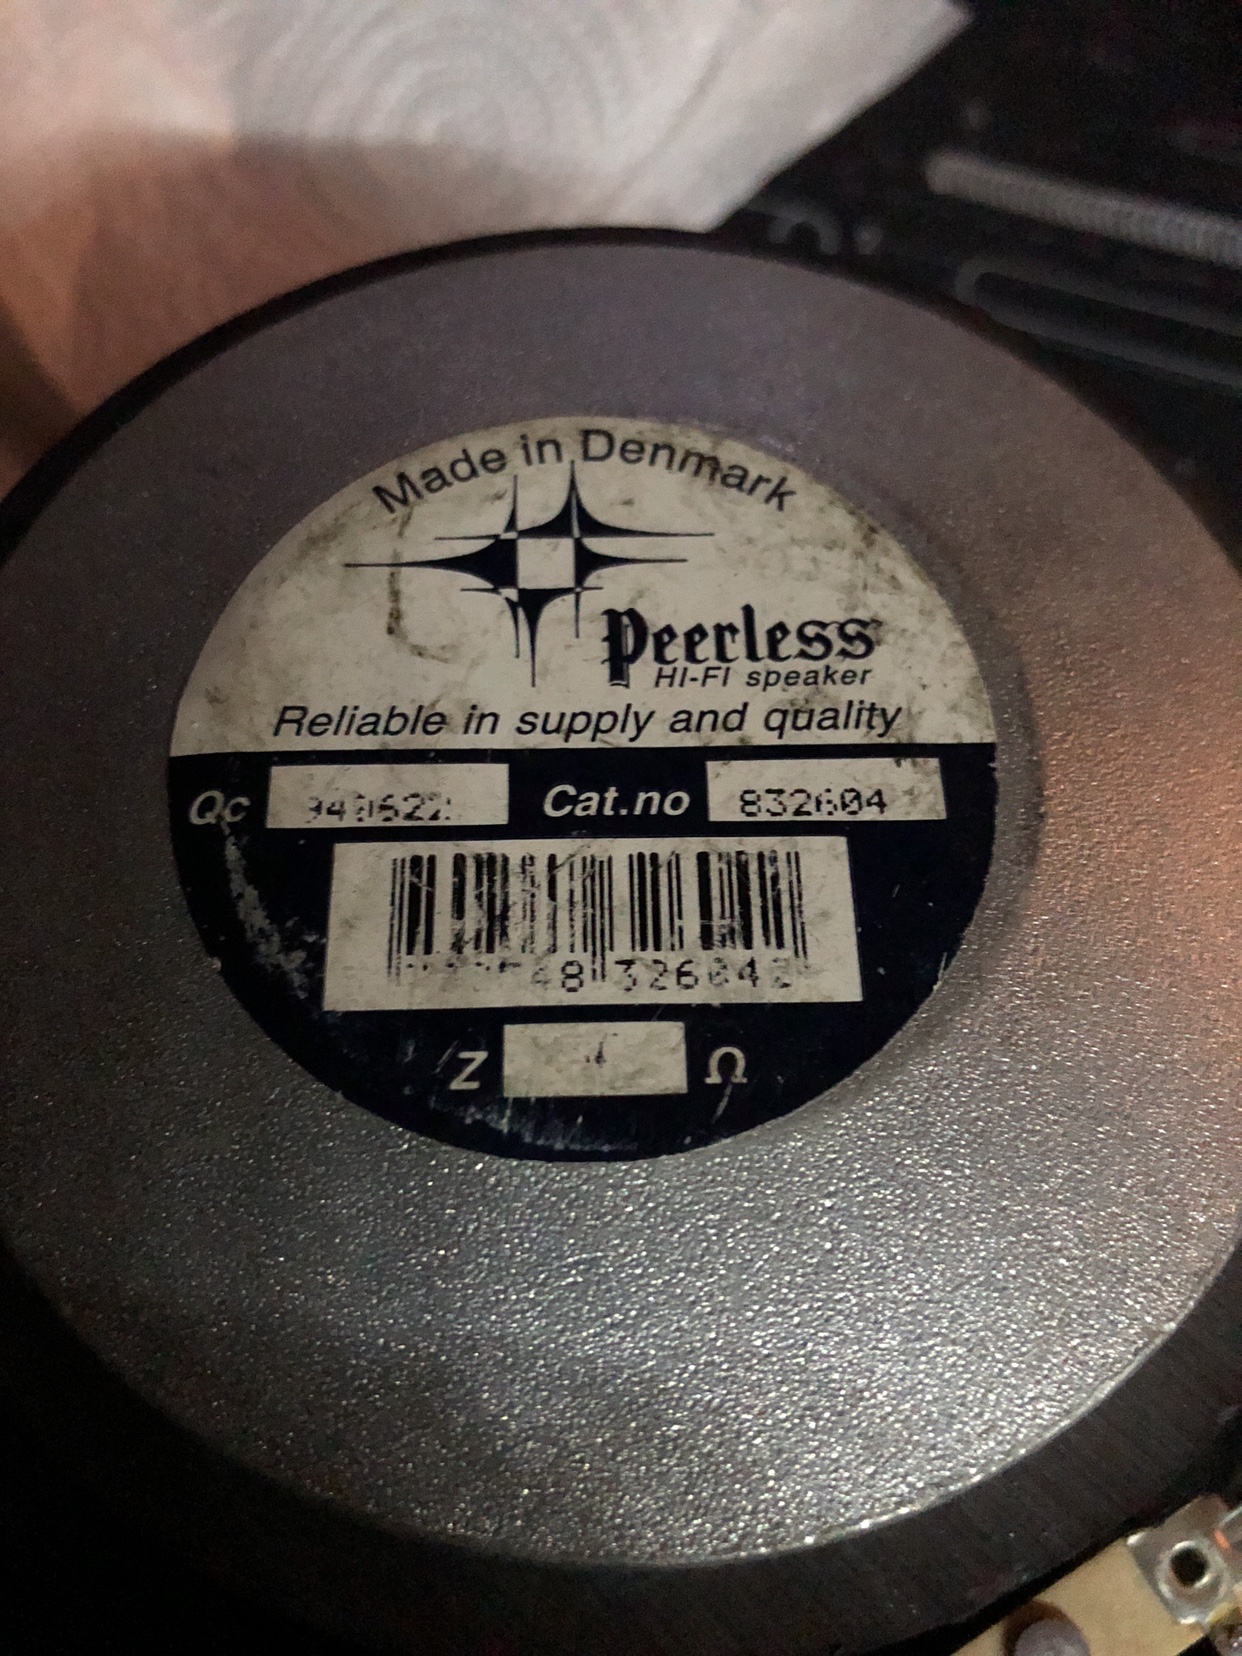 Made in Denmark
Peerless
HI-FI speaker
Reliable in supply and quality
Qc Cat.no 832604
Z Ω